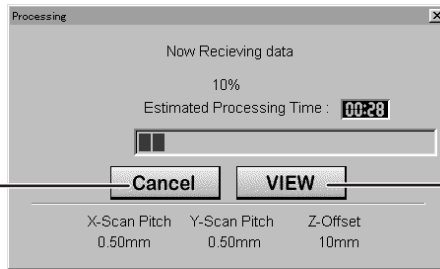 Processing
Now Recieving data
10%
Estimated Processing Time : 00:28
Cancel VIEW
X-Scan Pitch Y-Scan Pitch Z-Offset
0.50mm 0.50mm 10mm